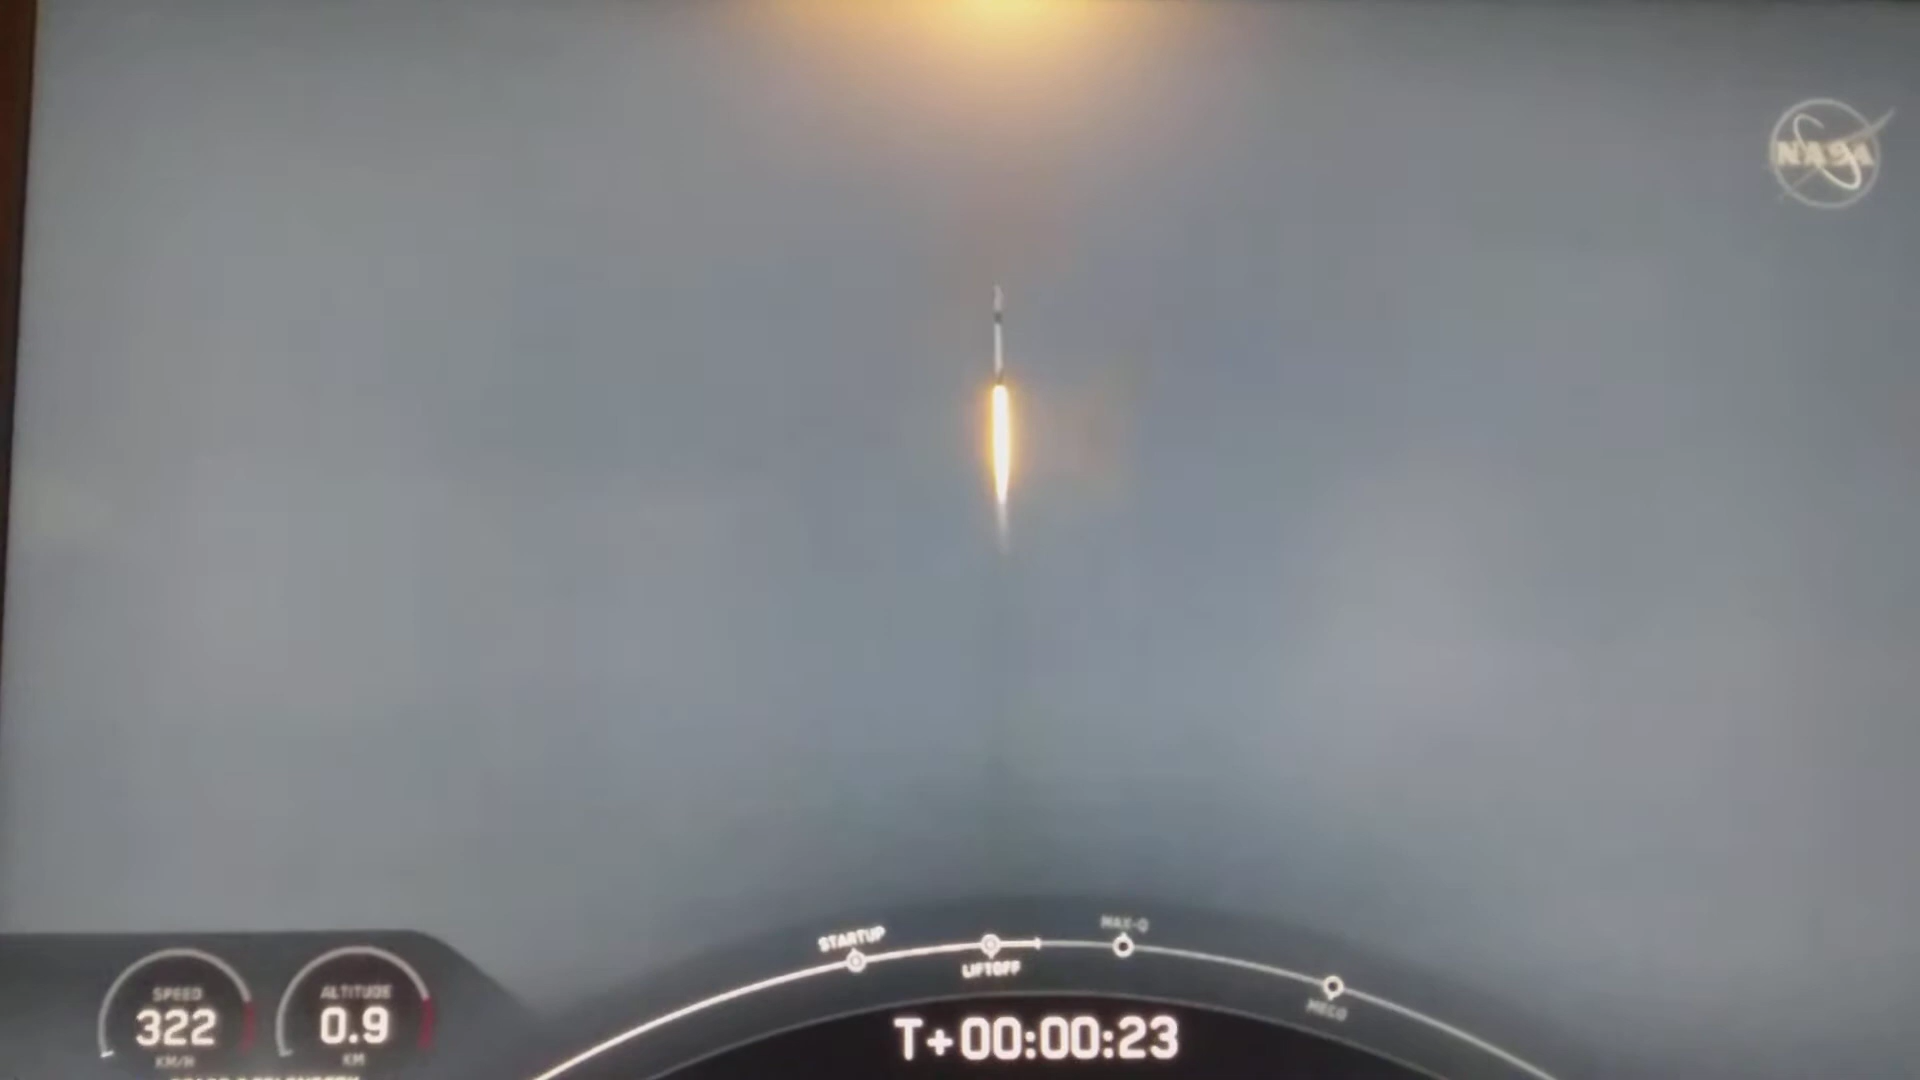 NASA
STARTUP
LIFTOFF
MAX-Q
MECO
SPEED
322
KM/H
ALTITUDE
0.9
KM
T+00:00:23